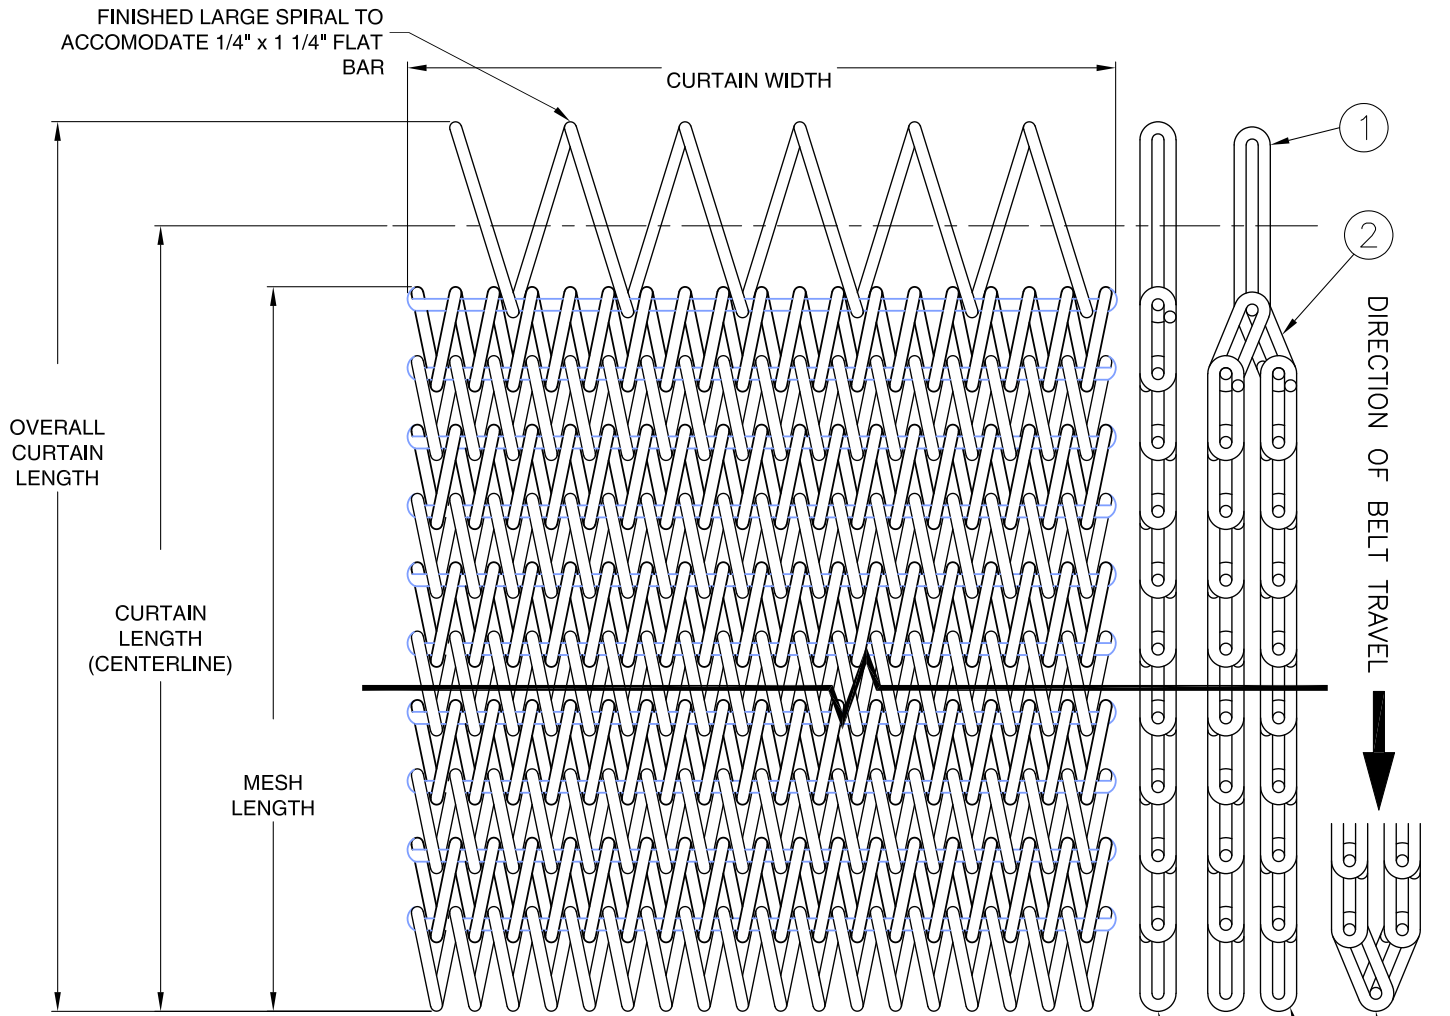 FINISHED LARGE SPIRAL TO
ACCOMODATE 1/4" x 1 1/4" FLAT
BAR
CURTAIN WIDTH
1
2
OVERALL
CURTAIN
LENGTH
CURTAIN
LENGTH
(CENTERLINE)
MESH
LENGTH
DIRECTION OF BELT TRAVEL